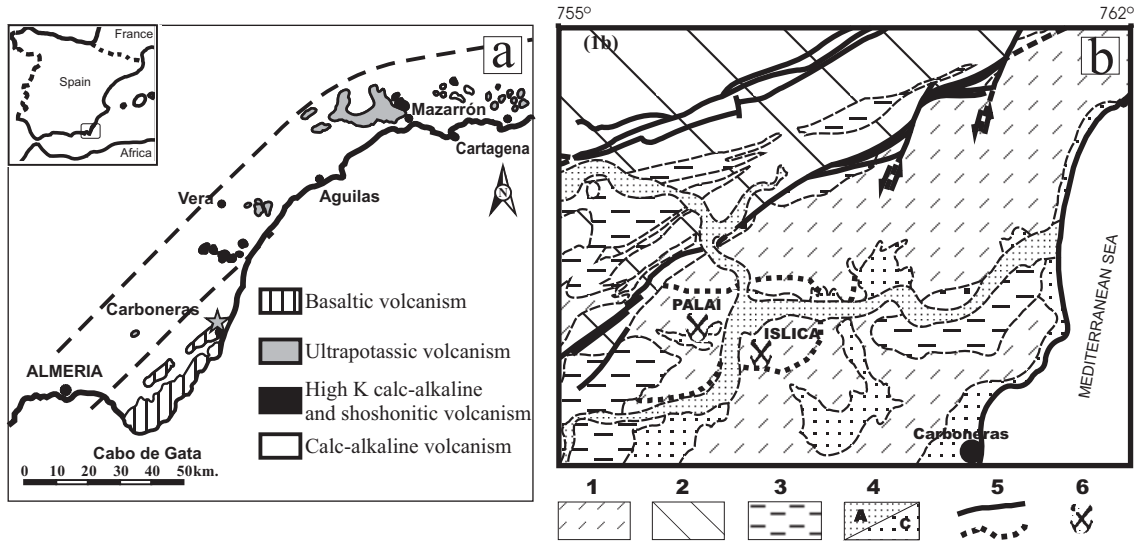 755º
762º
France
Spain
Africa
a
Mazarrón
Cartagena
N
Aguilas
Vera
Carboneras
ALMERIA
Cabo de Gata
0 10 20 30 40 50km.
Basaltic volcanism
Ultrapotassic volcanism
High K calc-alkaline
and shoshonitic volcanism
Calc-alkaline volcanism
(1b)
b
PALAI
ISLICA
MEDITERRANEAN SEA
Carboneras
1 2 3 4 5 6
A C